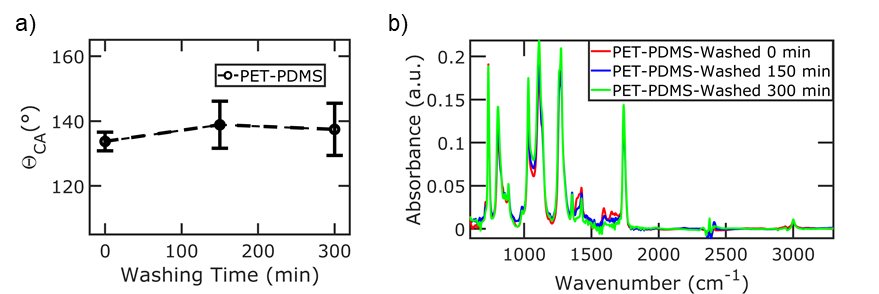 a)
160
140
120
ΘCA(°)
PET-PDMS
0
100
200
300
Washing Time (min)
b)
0.2
0.15
0.1
0.05
0
Absorbance (a.u.)
PET-PDMS-Washed 0 min
PET-PDMS-Washed 150 min
PET-PDMS-Washed 300 min
1000
1500
2000
2500
3000
Wavenumber (cm-1)